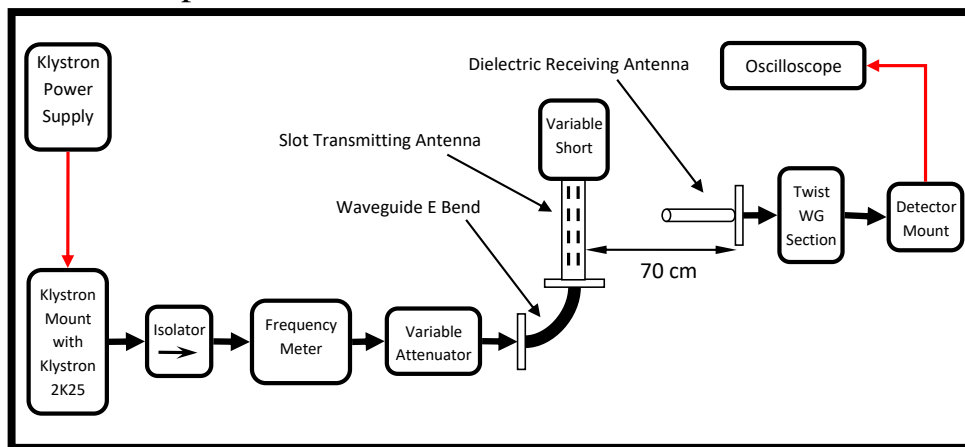 Klystron
Power
Supply
Dielectric Receiving Antenna
Oscilloscope
Slot Transmitting Antenna
Variable
Short
Waveguide E Bend
Twist
WG
Section
Detector
Mount
70 cm
Klystron
Mount
with
Klystron
2K25
Isolator
Frequency
Meter
Variable
Attenuator